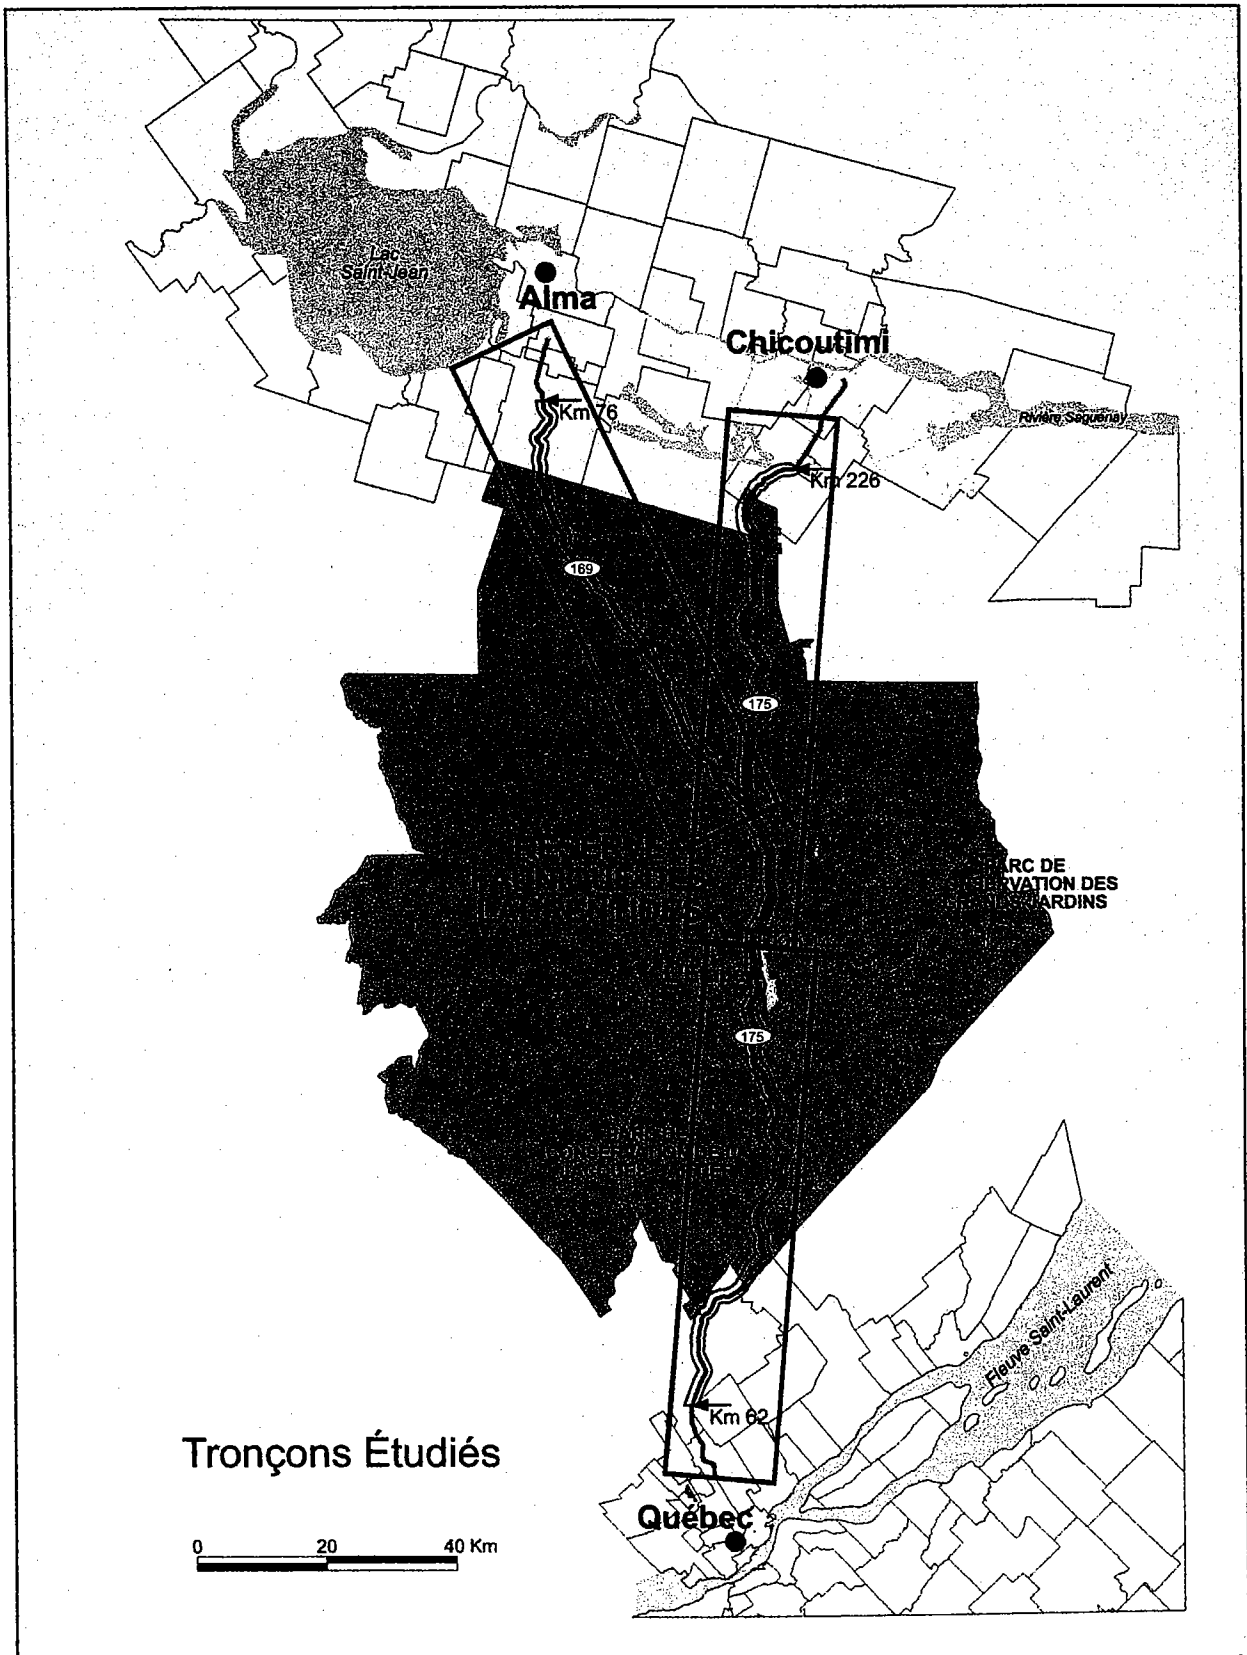 Lac
Saint-Jean
Alma
Chicoutimi
Km 76
Rivière Saguenay
Km 226
169
175
ARC DE
RVATION DES
ARDINS
175
Fleuve Saint-Laurent
Km 62
Tronçons Étudiés
Québec
0 20 40 Km